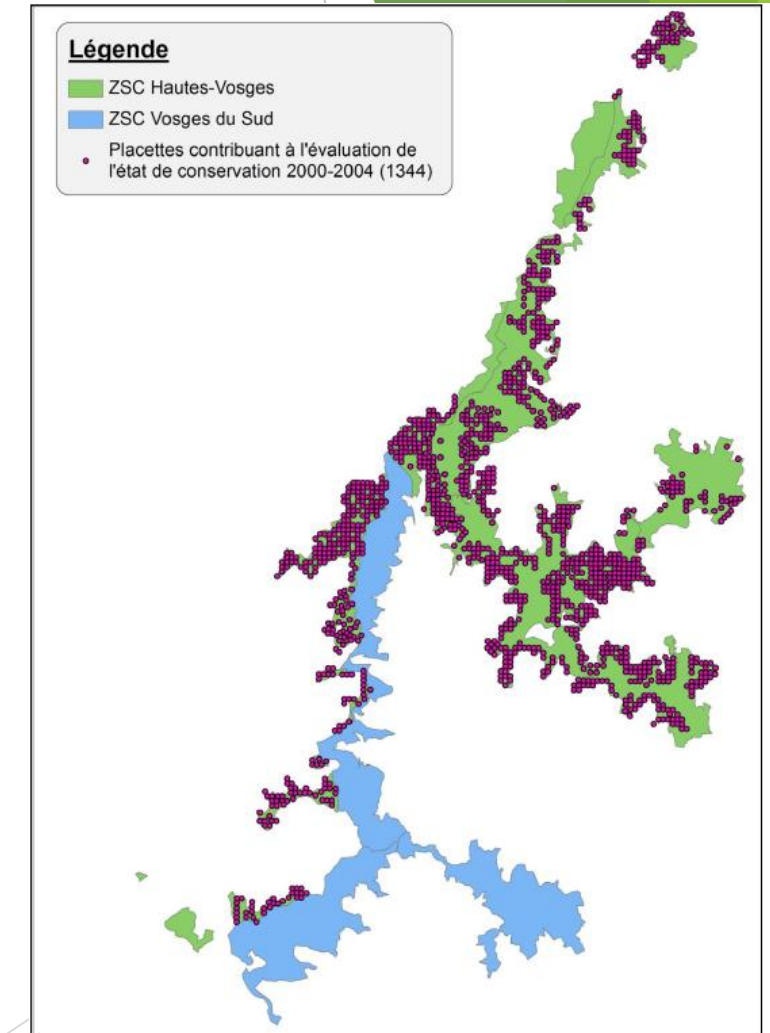 Légende
ZSC Hautes-Vosges
ZSC Vosges du Sud
Placettes contribuant à l'évaluation de
l'état de conservation 2000-2004 (1344)